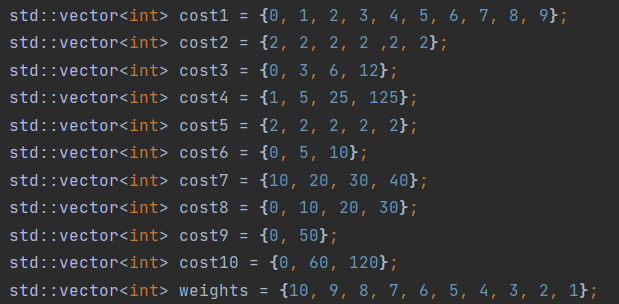 std::vector<int> cost1 = {0, 1, 2, 3, 4, 5, 6, 7, 8, 9};
std::vector<int> cost2 = {2, 2, 2, 2 ,2, 2};
std::vector<int> cost3 = {0, 3, 6, 12};
std::vector<int> cost4 = {1, 5, 25, 125};
std::vector<int> cost5 = {2, 2, 2, 2, 2};
std::vector<int> cost6 = {0, 5, 10};
std::vector<int> cost7 = {10, 20, 30, 40};
std::vector<int> cost8 = {0, 10, 20, 30};
std::vector<int> cost9 = {0, 50};
std::vector<int> cost10 = {0, 60, 120};
std::vector<int> weights = {10, 9, 8, 7, 6, 5, 4, 3, 2, 1};